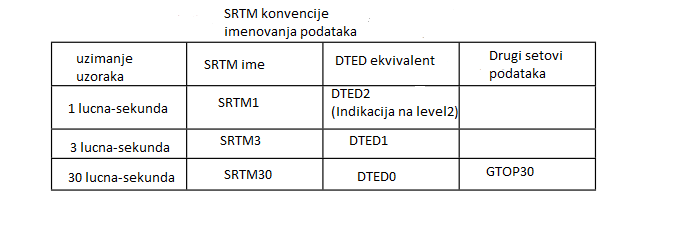 SRTM konvencije
imenovanja podataka
uzimanje
uzoraka
SRTM ime
DTED ekvivalent
Drugi setovi
podataka
1 lucna-sekunda
SRTM1
DTED2
(Indikacija na level2)
3 lucna-sekunda
SRTM3
DTED1
30 lucna-sekunda
SRTM30
DTED0
GTOP30